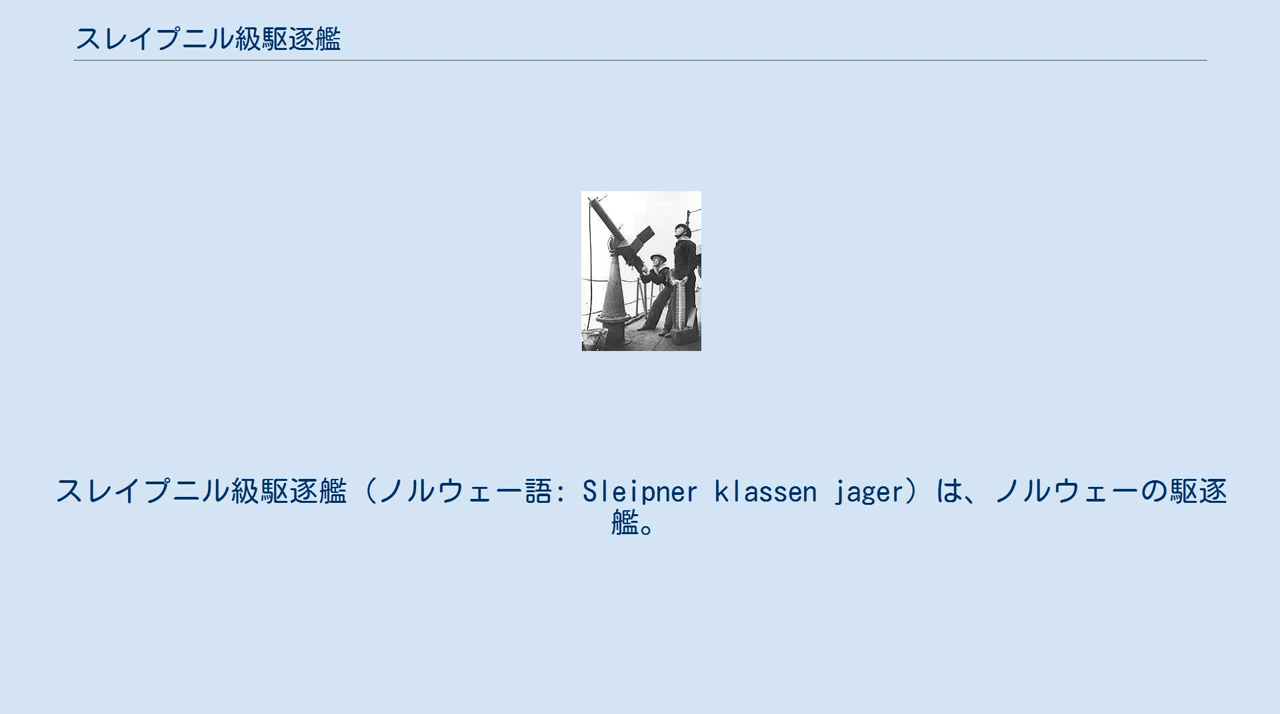 スレイプニル級駆逐艦
スレイプニル級駆逐艦（ノルウェー語: Sleipner klassen jager）は、ノルウェーの駆逐
艦。